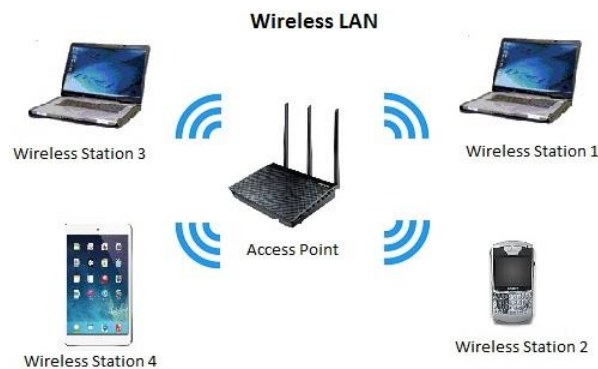 Wireless LAN
Wireless Station 3
Wireless Station 1
Access Point
Wireless Station 4
Wireless Station 2